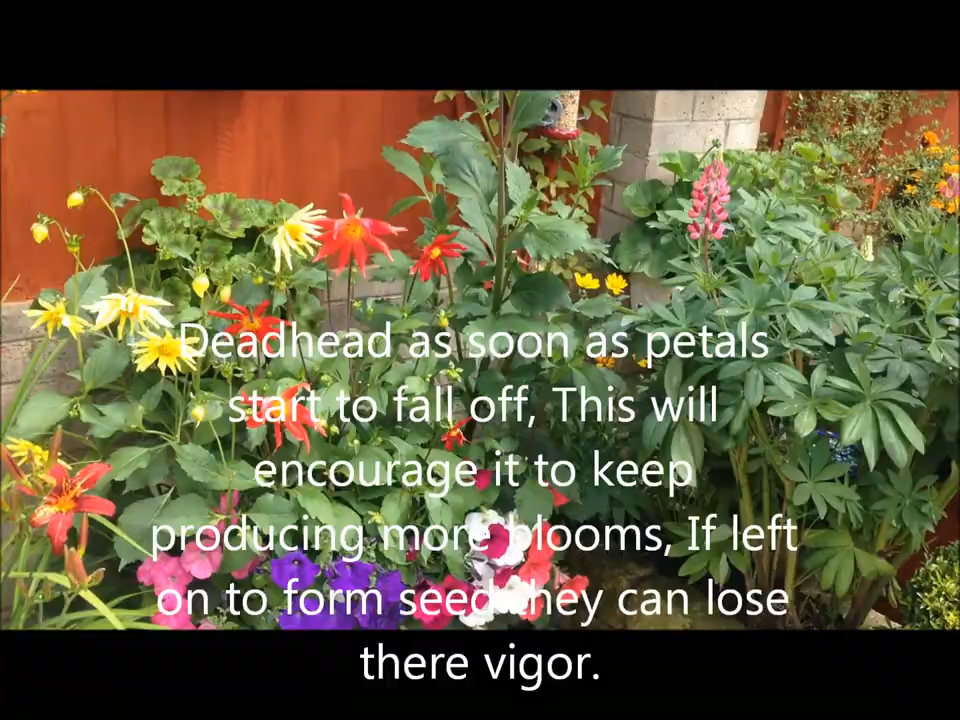 Deadhead as soon as petals
start to fall off, This will
encourage it to keep
producing more blooms, If left
on to form seed they can lose
there vigor.